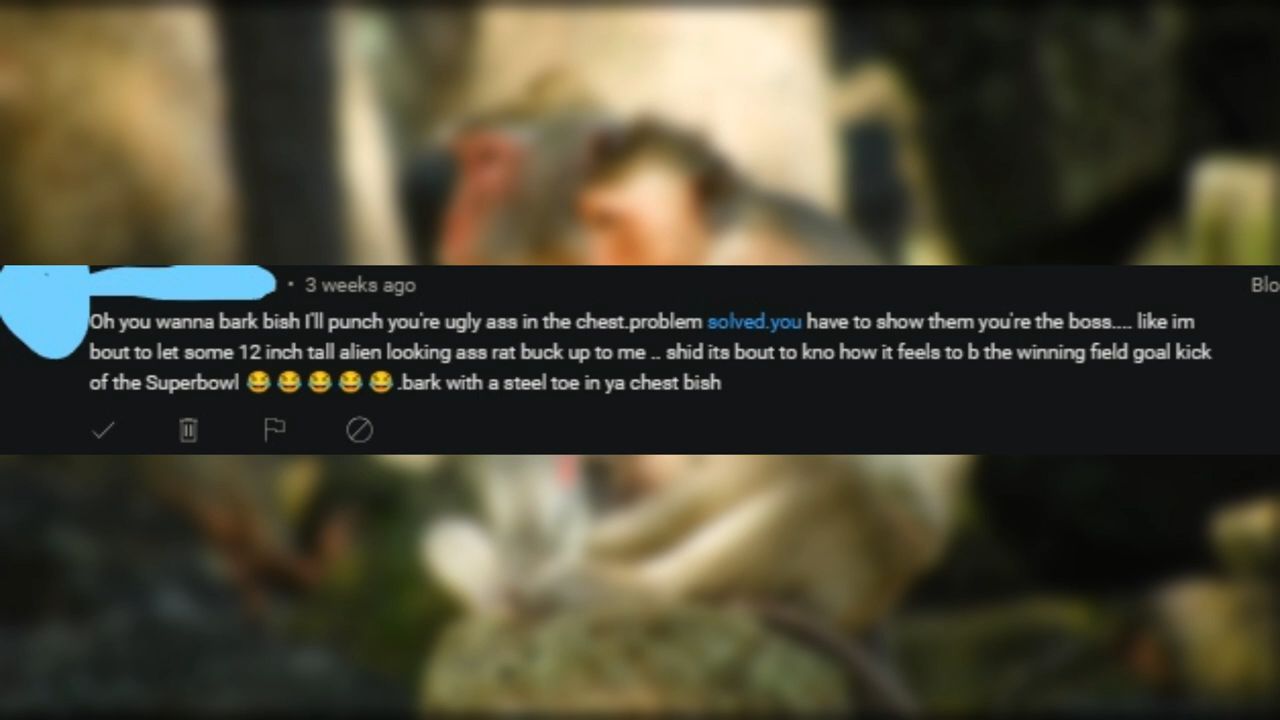 • 3 weeks ago
Blo
Oh you wanna bark bish I'll punch you're ugly ass in the chest.problem solved.you have to show them you're the boss.... like im
bout to let some 12 inch tall alien looking ass rat buck up to me .. shid its bout to kno how it feels to b the winning field goal kick
of the Superbowl 😂😂😂😂😂.bark with a steel toe in ya chest bish